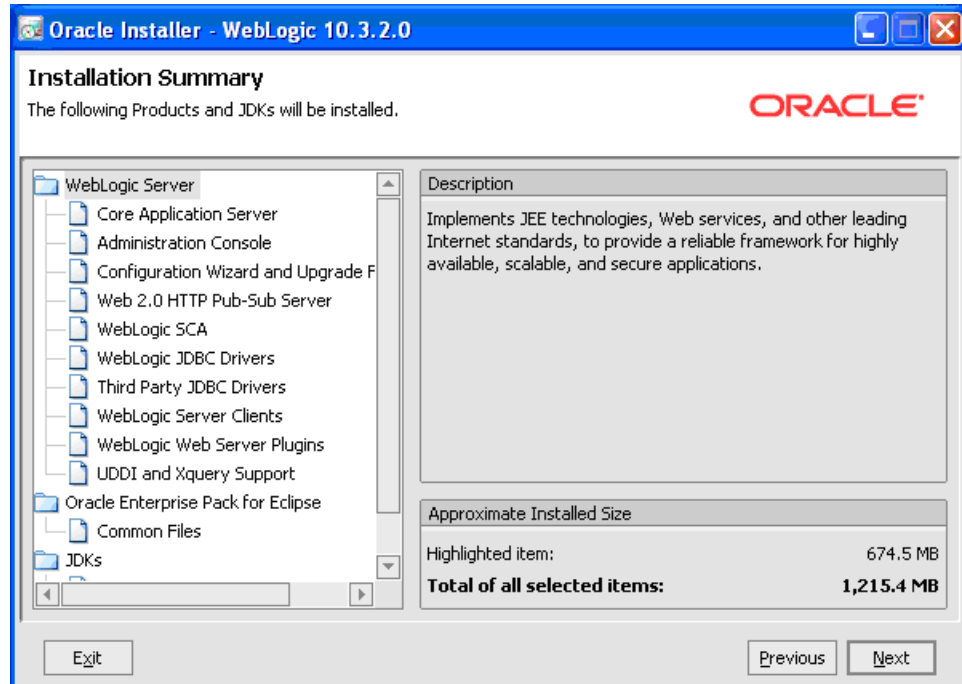 Oracle Installer - WebLogic 10.3.2.0
Installation Summary
The following Products and JDKs will be installed.
ORACLE
WebLogic Server
Core Application Server
Administration Console
Configuration Wizard and Upgrade F
Web 2.0 HTTP Pub-Sub Server
WebLogic SCA
WebLogic JDBC Drivers
Third Party JDBC Drivers
WebLogic Server Clients
WebLogic Web Server Plugins
UDDI and Xquery Support
Oracle Enterprise Pack for Eclipse
Common Files
JDKs
Description
Implements JEE technologies, Web services, and other leading
Internet standards, to provide a reliable framework for highly
available, scalable, and secure applications.
Approximate Installed Size
Highlighted item: 674.5 MB
Total of all selected items: 1,215.4 MB
Exit
Previous
Next